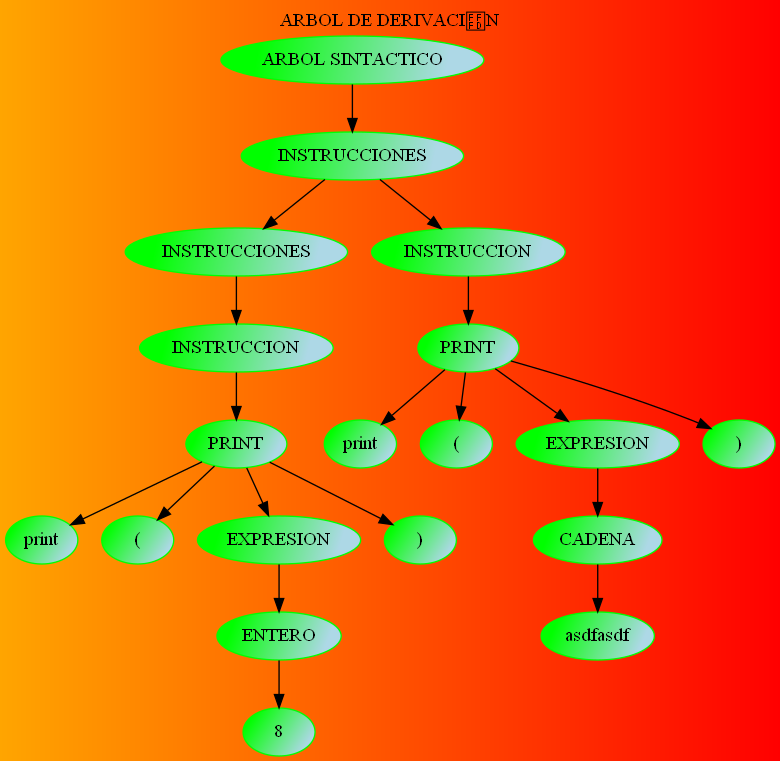 ARBOL DE DERIVACI�N
ARBOL SINTACTICO
INSTRUCCIONES
INSTRUCCIONES INSTRUCCION
INSTRUCCION PRINT
PRINT print ( EXPRESION )
print ( EXPRESION ) CADENA
ENTERO asdfasdf
8